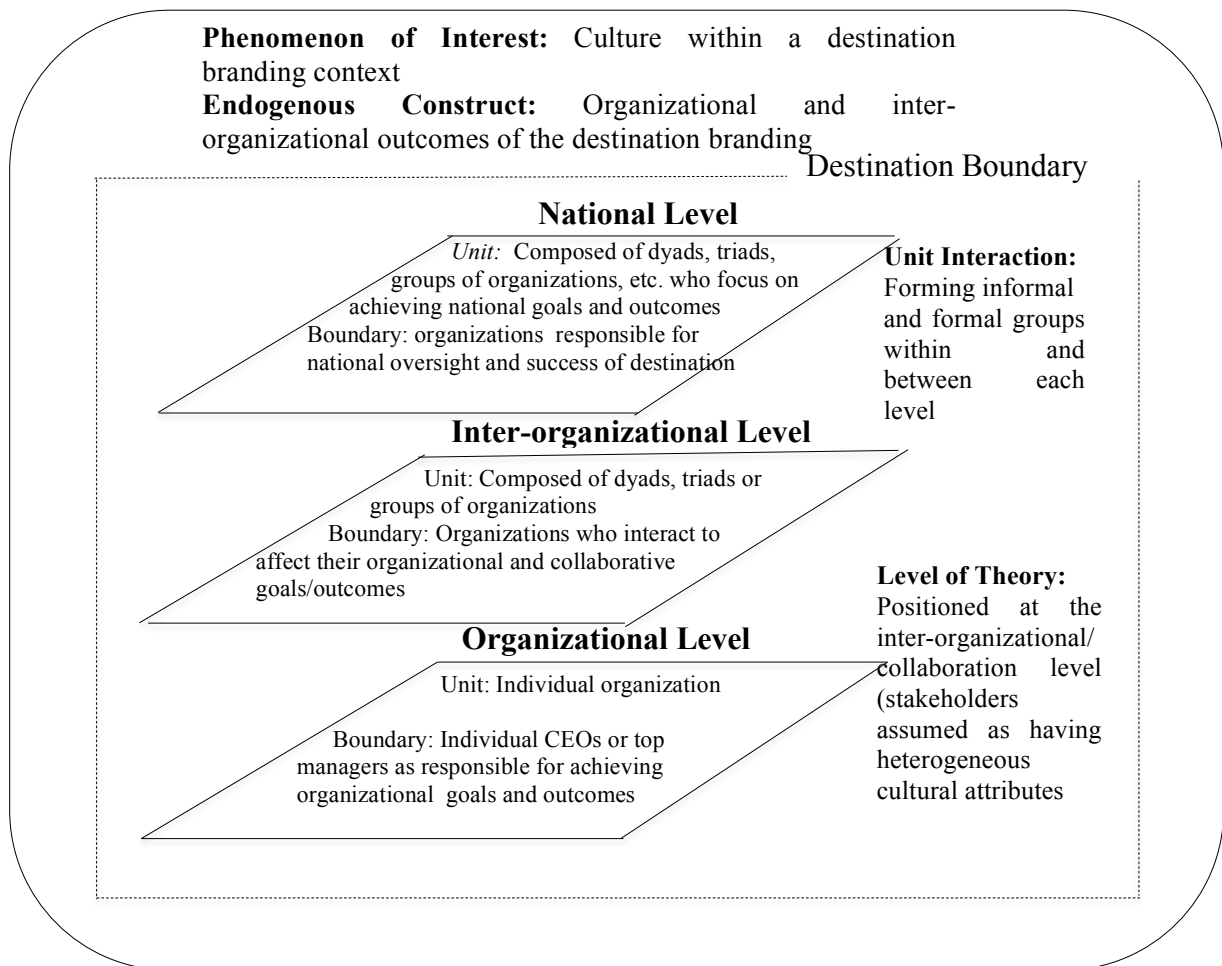 Phenomenon of Interest: Culture within a destination
branding context
Endogenous Construct: Organizational and inter-
organizational outcomes of the destination branding
Destination Boundary
National Level
Unit: Composed of dyads, triads,
groups of organizations, etc. who focus on
achieving national goals and outcomes
Boundary: organizations responsible for
national oversight and success of destination
Unit Interaction:
Forming informal
and formal groups
within and
between each
level
Inter-organizational Level
Unit: Composed of dyads, triads or
groups of organizations
Boundary: Organizations who interact to
affect their organizational and collaborative
goals/outcomes
Level of Theory:
Positioned at the
inter-organizational/
collaboration level
(stakeholders
assumed as having
heterogeneous
cultural attributes
Organizational Level
Unit: Individual organization
Boundary: Individual CEOs or top
managers as responsible for achieving
organizational goals and outcomes